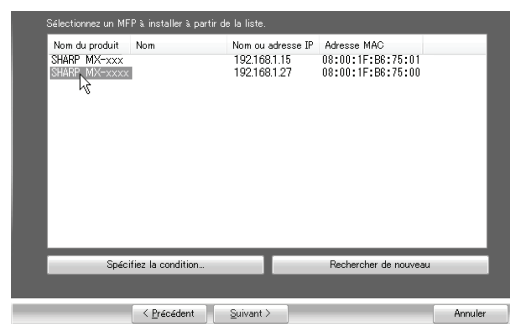 Sélectionnez un MFP à installer à partir de la liste.
Nom du produit Nom Nom ou adresse IP Adresse MAC
SHARP MX-xxx 192.168.1.15 08:00:1F:B6:75:01
SHARP MX-xxxx 192.168.1.27 08:00:1F:B6:75:00
Spécifiez la condition... Rechercher de nouveau
< Précédent Suivant > Annuler